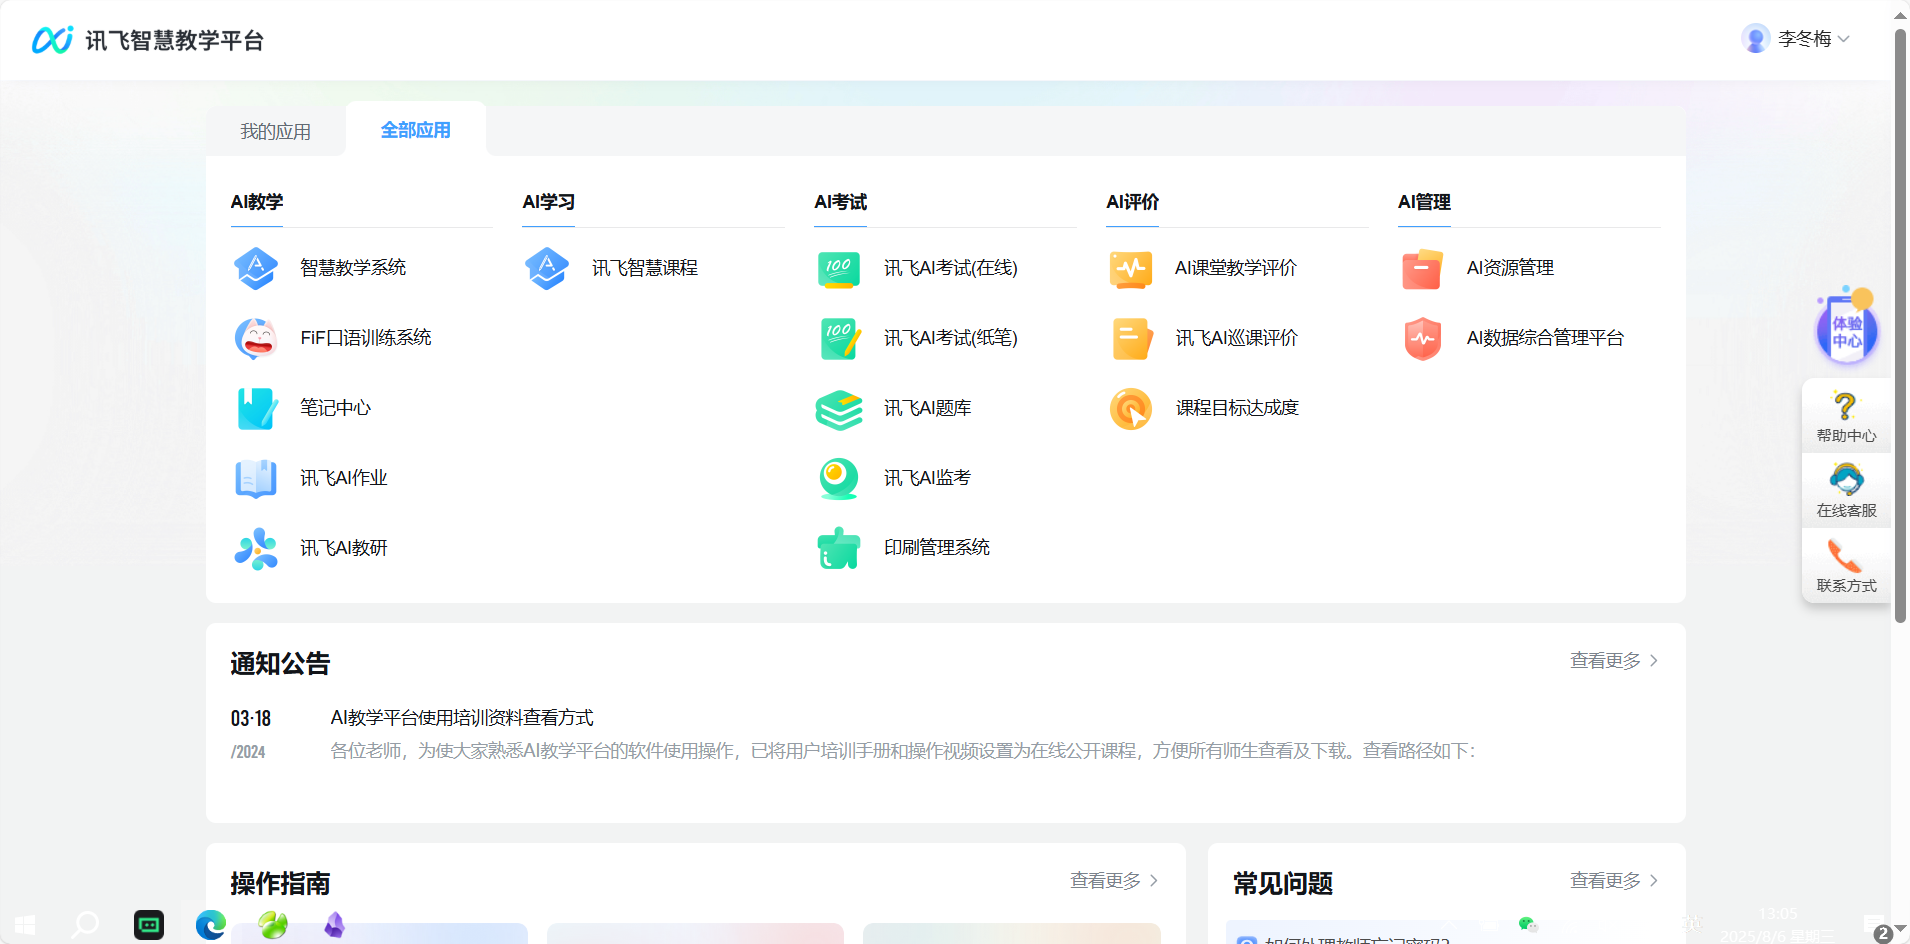 讯飞智慧教学平台
李冬梅
我的应用
全部应用
AI教学
智慧教学系统
FiF口语训练系统
笔记中心
讯飞AI作业
讯飞AI教研
AI学习
讯飞智慧课程
AI考试
100
讯飞AI考试(在线)
100
讯飞AI考试(纸笔)
讯飞AI题库
讯飞AI监考
印刷管理系统
AI评价
AI课堂教学评价
讯飞AI巡课评价
课程目标达成度
AI管理
AI资源管理
AI数据综合管理平台
体验
中心
帮助中心
在线客服
联系方式
通知公告
查看更多
03·18
/2024
AI教学平台使用培训资料查看方式
各位老师，为使大家熟悉AI教学平台的软件使用操作，已将用户培训手册和操作视频设置为在线公开课程，方便所有师生查看及下载。查看路径如下：
操作指南
查看更多
常见问题
查看更多
如何处理教师忘记密码?
英
13:05
2025/8/6 星期三
2